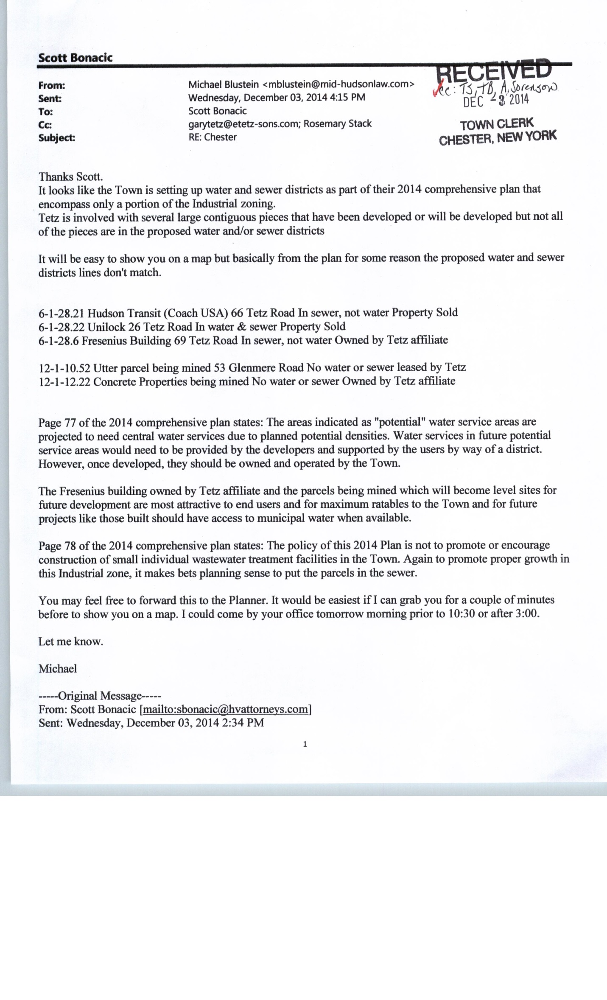 Scott Bonacic
RECEIVED
cc: TS, TB, A. Sorenson
DEC - 3 2014
TOWN CLERK
CHESTER, NEW YORK
From: Michael Blustein <mblustein@mid-hudsonlaw.com>
Sent: Wednesday, December 03, 2014 4:15 PM
To: Scott Bonacic
Cc: garytetz@etetz-sons.com; Rosemary Stack
Subject: RE: Chester
Thanks Scott.
It looks like the Town is setting up water and sewer districts as part of their 2014 comprehensive plan that
encompass only a portion of the Industrial zoning.
Tetz is involved with several large contiguous pieces that have been developed or will be developed but not all
of the pieces are in the proposed water and/or sewer districts
It will be easy to show you on a map but basically from the plan for some reason the proposed water and sewer
districts lines don't match.
6-1-28.21 Hudson Transit (Coach USA) 66 Tetz Road In sewer, not water Property Sold
6-1-28.22 Unilock 26 Tetz Road In water & sewer Property Sold
6-1-28.6 Fresenius Building 69 Tetz Road In sewer, not water Owned by Tetz affiliate
12-1-10.52 Utter parcel being mined 53 Glenmere Road No water or sewer leased by Tetz
12-1-12.22 Concrete Properties being mined No water or sewer Owned by Tetz affiliate
Page 77 of the 2014 comprehensive plan states: The areas indicated as "potential" water service areas are
projected to need central water services due to planned potential densities. Water services in future potential
service areas would need to be provided by the developers and supported by the users by way of a district.
However, once developed, they should be owned and operated by the Town.
The Fresenius building owned by Tetz affiliate and the parcels being mined which will become level sites for
future development are most attractive to end users and for maximum ratables to the Town and for future
projects like those built should have access to municipal water when available.
Page 78 of the 2014 comprehensive plan states: The policy of this 2014 Plan is not to promote or encourage
construction of small individual wastewater treatment facilities in the Town. Again to promote proper growth in
this Industrial zone, it makes bets planning sense to put the parcels in the sewer.
You may feel free to forward this to the Planner. It would be easiest if I can grab you for a couple of minutes
before to show you on a map. I could come by your office tomorrow morning prior to 10:30 or after 3:00.
Let me know.
Michael
-----Original Message-----
From: Scott Bonacic [mailto:sbonacic@hvattorneys.com]
Sent: Wednesday, December 03, 2014 2:34 PM
1